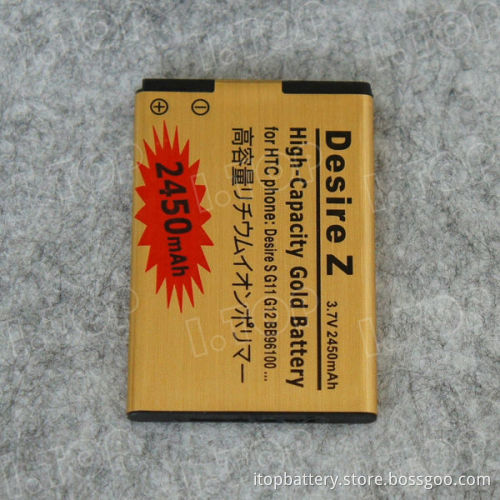 Desire Z
3.7V 2450mAh
High-Capacity Gold Battery
for HTC phone: Desire S G11 G12 BB96100 ...
高容量リチウムイオンポリマー
2450mAh
+ -
I.TOP
itopbattery.store.bossgoo.com